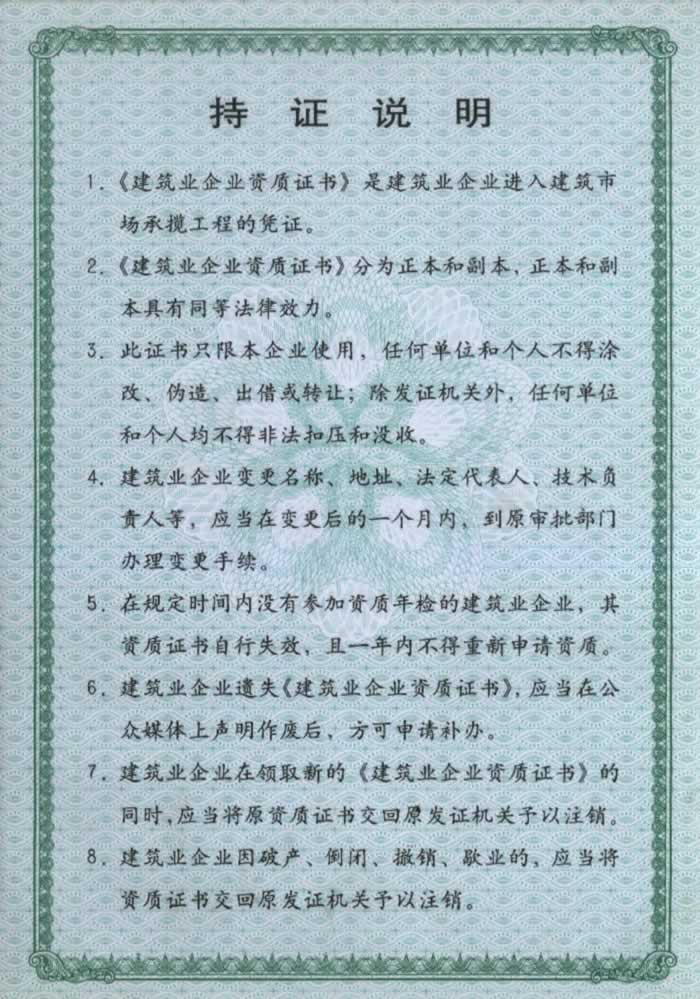 持证说明
1.《建筑业企业资质证书》是建筑业企业进入建筑市
场承揽工程的凭证。
2.《建筑业企业资质证书》分为正本和副本，正本和副
本具有同等法律效力。
3. 此证书只限本企业使用，任何单位和个人不得涂
改、伪造、出借或转让；除发证机关外，任何单位
和个人均不得非法扣压和没收。
4. 建筑业企业变更名称、地址、法定代表人、技术负
责人等，应当在变更后的一个月内，到原审批部门
办理变更手续。
5. 在规定时间内没有参加资质年检的建筑业企业，其
资质证书自行失效，且一年内不得重新申请资质。
6. 建筑业企业遗失《建筑业企业资质证书》，应当在公
众媒体上声明作废后，方可申请补办。
7. 建筑业企业在领取新的《建筑业企业资质证书》的
同时，应当将原资质证书交回原发证机关予以注销。
8. 建筑业企业因破产、倒闭、撤销、歇业的，应当将
资质证书交回原发证机关予以注销。